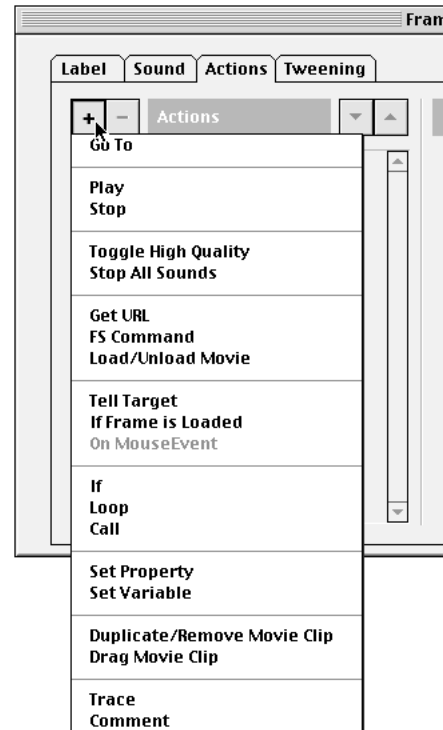 Fram
Label Sound Actions Tweening
+ – Actions
Go To
Play
Stop
Toggle High Quality
Stop All Sounds
Get URL
FS Command
Load/Unload Movie
Tell Target
If Frame is Loaded
On MouseEvent
If
Loop
Call
Set Property
Set Variable
Duplicate/Remove Movie Clip
Drag Movie Clip
Trace
Comment